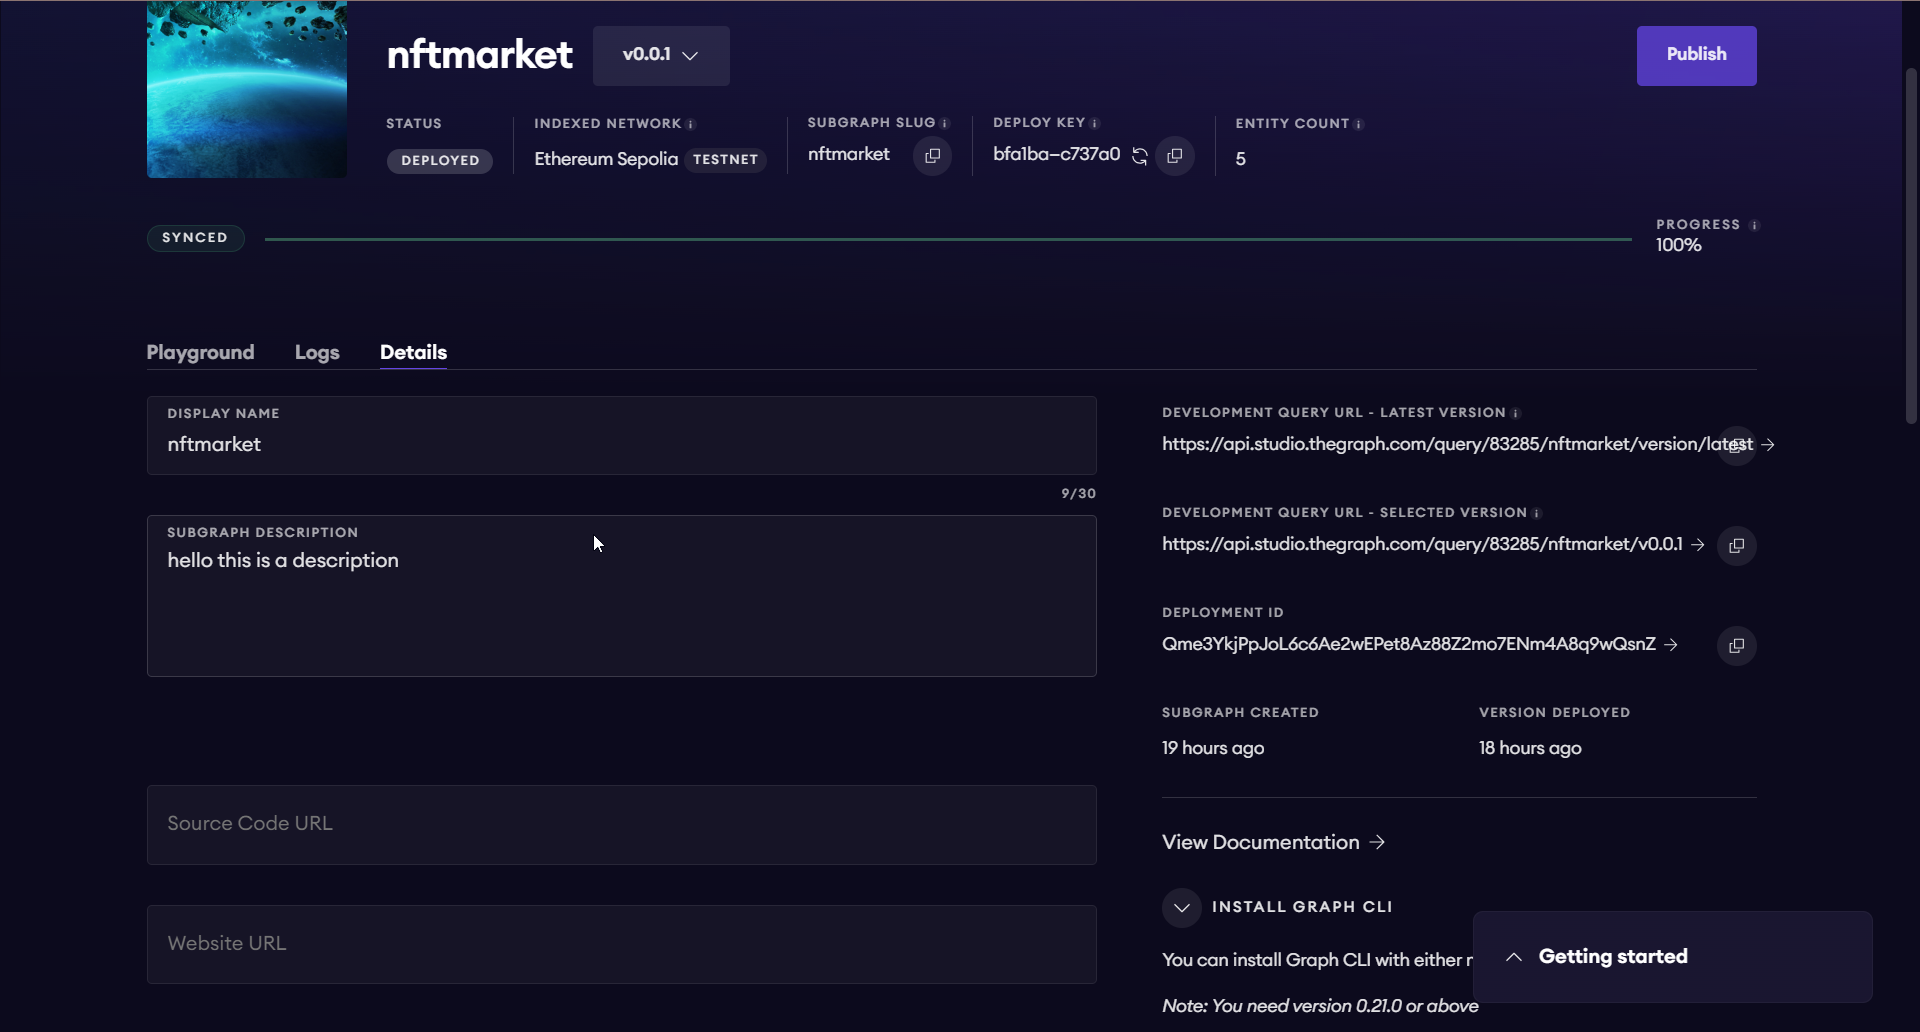 nftmarket
v0.0.1
Publish
STATUS
DEPLOYED
INDEXED NETWORK
Ethereum Sepolia TESTNET
SUBGRAPH SLUG
nftmarket
DEPLOY KEY
bfa1ba–c737a0
ENTITY COUNT
5
SYNCED
PROGRESS
100%
Playground
Logs
Details
DISPLAY NAME
nftmarket
9/30
SUBGRAPH DESCRIPTION
hello this is a description
Source Code URL
Website URL
DEVELOPMENT QUERY URL - LATEST VERSION
https://api.studio.thegraph.com/query/83285/nftmarket/version/latest →
DEVELOPMENT QUERY URL - SELECTED VERSION
https://api.studio.thegraph.com/query/83285/nftmarket/v0.0.1 →
DEPLOYMENT ID
Qme3YkjPpJoL6c6Ae2wEPet8Az88Z2mo7ENm4A8q9wQsnZ →
SUBGRAPH CREATED
19 hours ago
VERSION DEPLOYED
18 hours ago
View Documentation →
INSTALL GRAPH CLI
You can install Graph CLI with either
Note: You need version 0.21.0 or above
Getting started